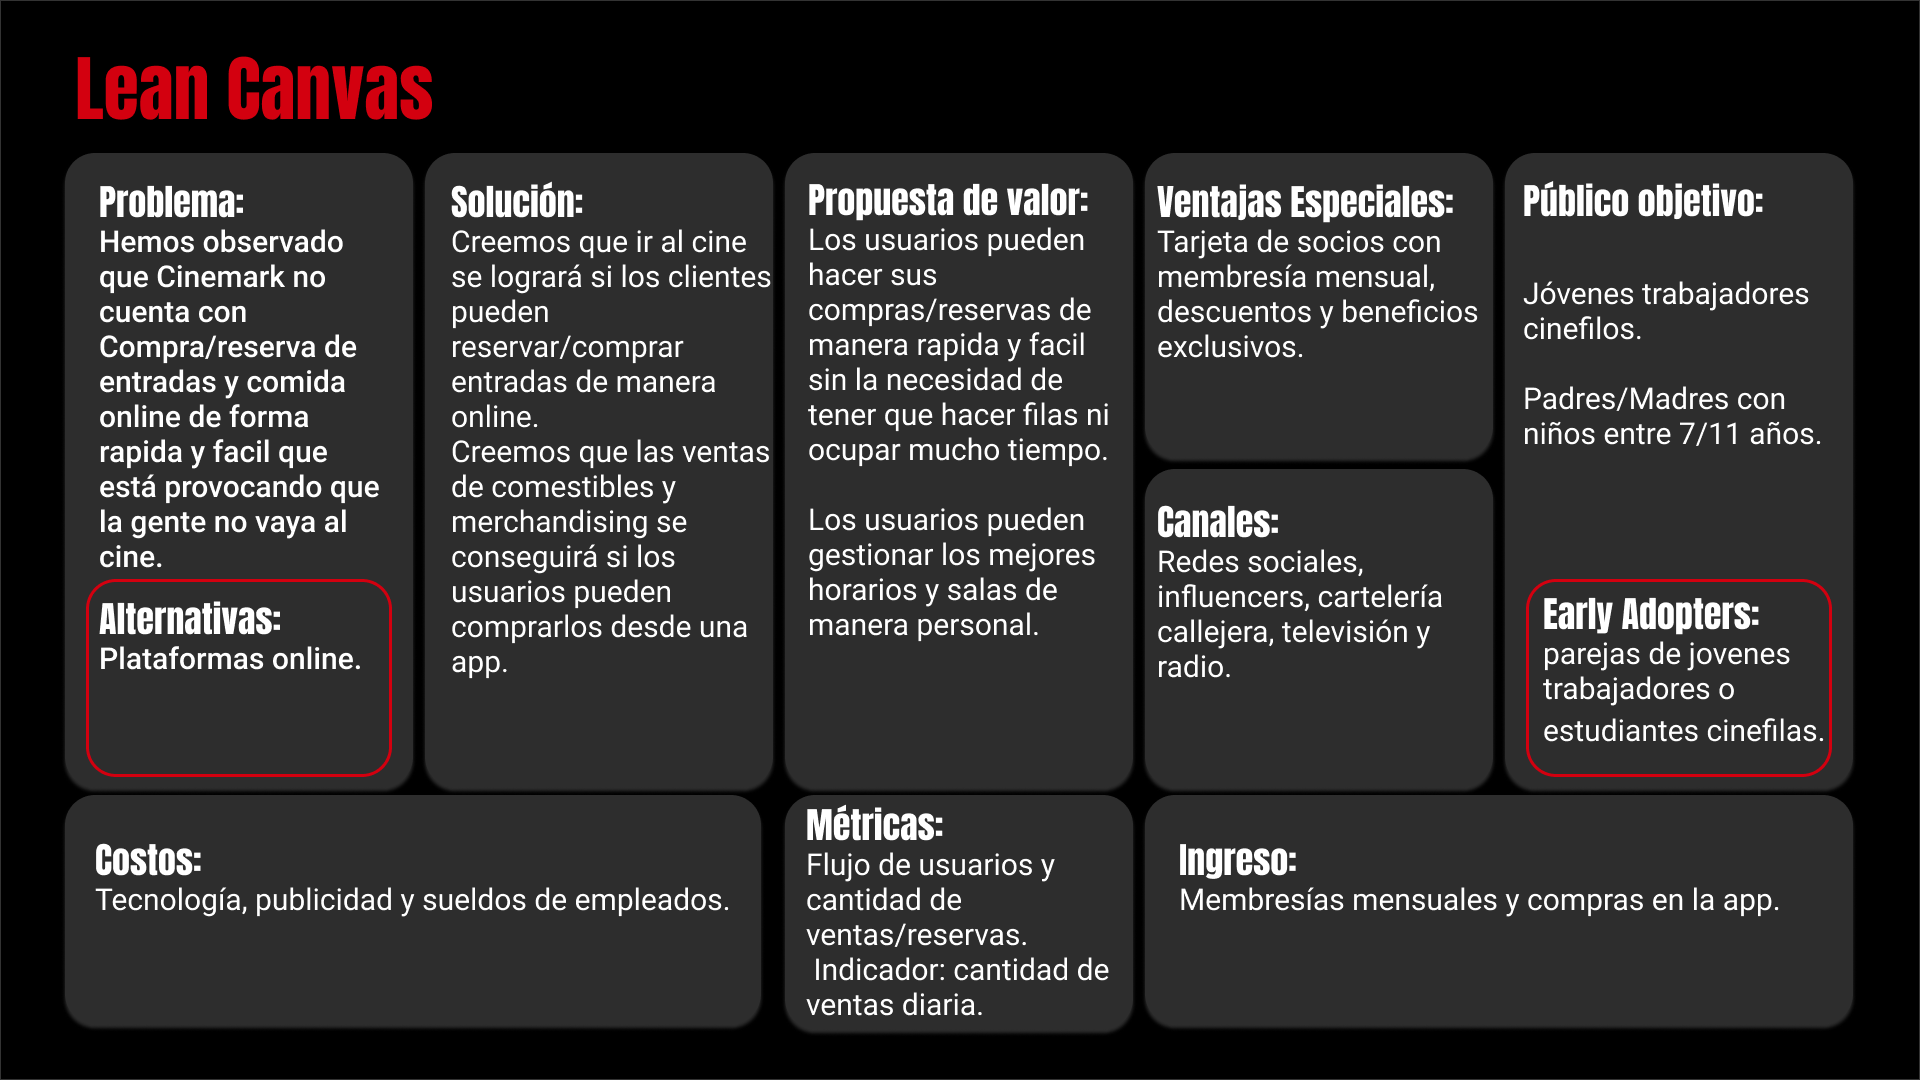 Lean Canvas
Problema:
Hemos observado
que Cinemark no
cuenta con
Compra/reserva de
entradas y comida
online de forma
rapida y facil que
está provocando que
la gente no vaya al
cine.
Alternativas:
Plataformas online.
Solución:
Creemos que ir al cine
se logrará si los clientes
pueden
reservar/comprar
entradas de manera
online.
Creemos que las ventas
de comestibles y
merchandising se
conseguirá si los
usuarios pueden
comprarlos desde una
app.
Propuesta de valor:
Los usuarios pueden
hacer sus
compras/reservas de
manera rapida y facil
sin la necesidad de
tener que hacer filas ni
ocupar mucho tiempo.
Los usuarios pueden
gestionar los mejores
horarios y salas de
manera personal.
Ventajas Especiales:
Tarjeta de socios con
membresía mensual,
descuentos y beneficios
exclusivos.
Canales:
Redes sociales,
influencers, cartelería
callejera, televisión y
radio.
Público objetivo:
Jóvenes trabajadores
cinefilos.
Padres/Madres con
niños entre 7/11 años.
Early Adopters:
parejas de jovenes
trabajadores o
estudiantes cinefilas.
Costos:
Tecnología, publicidad y sueldos de empleados.
Métricas:
Flujo de usuarios y
cantidad de
ventas/reservas.
Indicador: cantidad de
ventas diaria.
Ingreso:
Membresías mensuales y compras en la app.